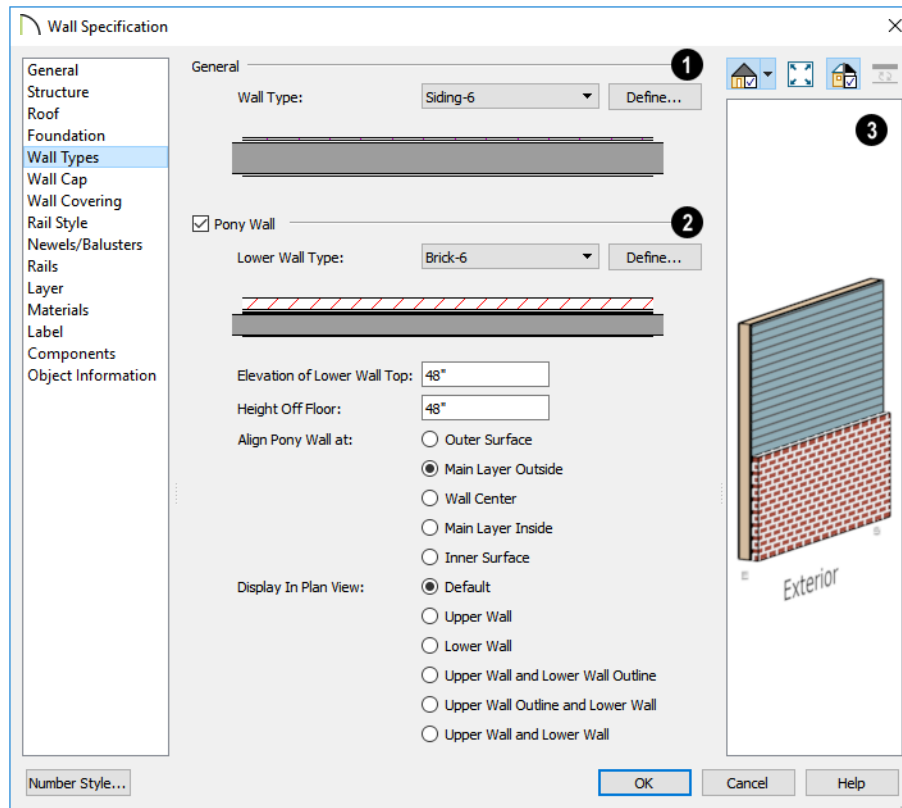 Wall Specification
General
Structure
Roof
Foundation
Wall Types
Wall Cap
Wall Covering
Rail Style
Newels/Balusters
Rails
Layer
Materials
Label
Components
Object Information
General
1
Wall Type:
Siding-6
Define...
Pony Wall
2
Lower Wall Type:
Brick-6
Define...
Elevation of Lower Wall Top:
48"
Height Off Floor:
48"
Align Pony Wall at:
Outer Surface
Main Layer Outside
Wall Center
Main Layer Inside
Inner Surface
Display In Plan View:
Default
Upper Wall
Lower Wall
Upper Wall and Lower Wall Outline
Upper Wall Outline and Lower Wall
Upper Wall and Lower Wall
3
Exterior
Number Style...
OK
Cancel
Help